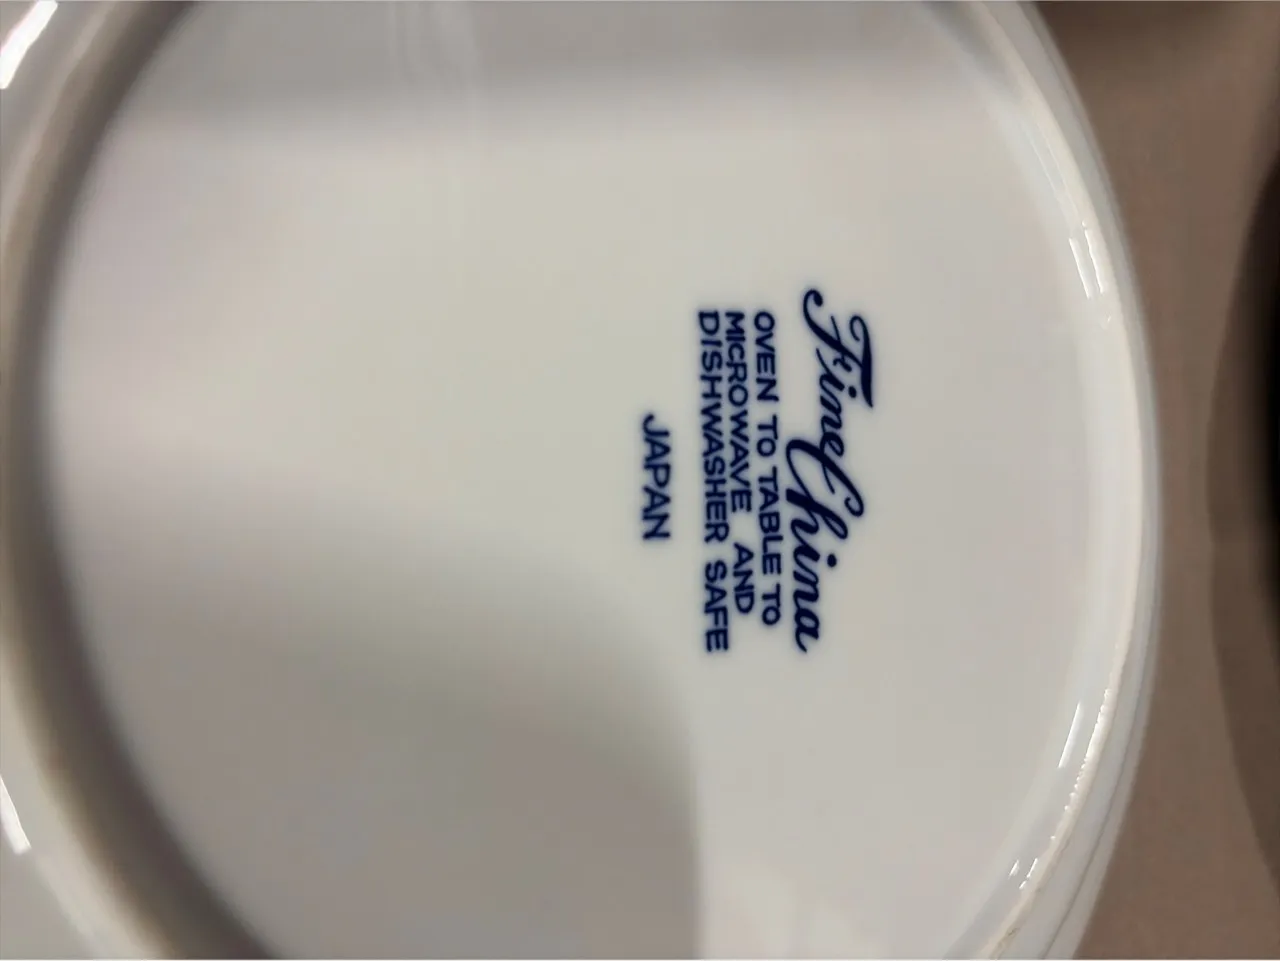 Fine China
OVEN TO TABLE TO
MICROWAVE AND
DISHWASHER SAFE
JAPAN